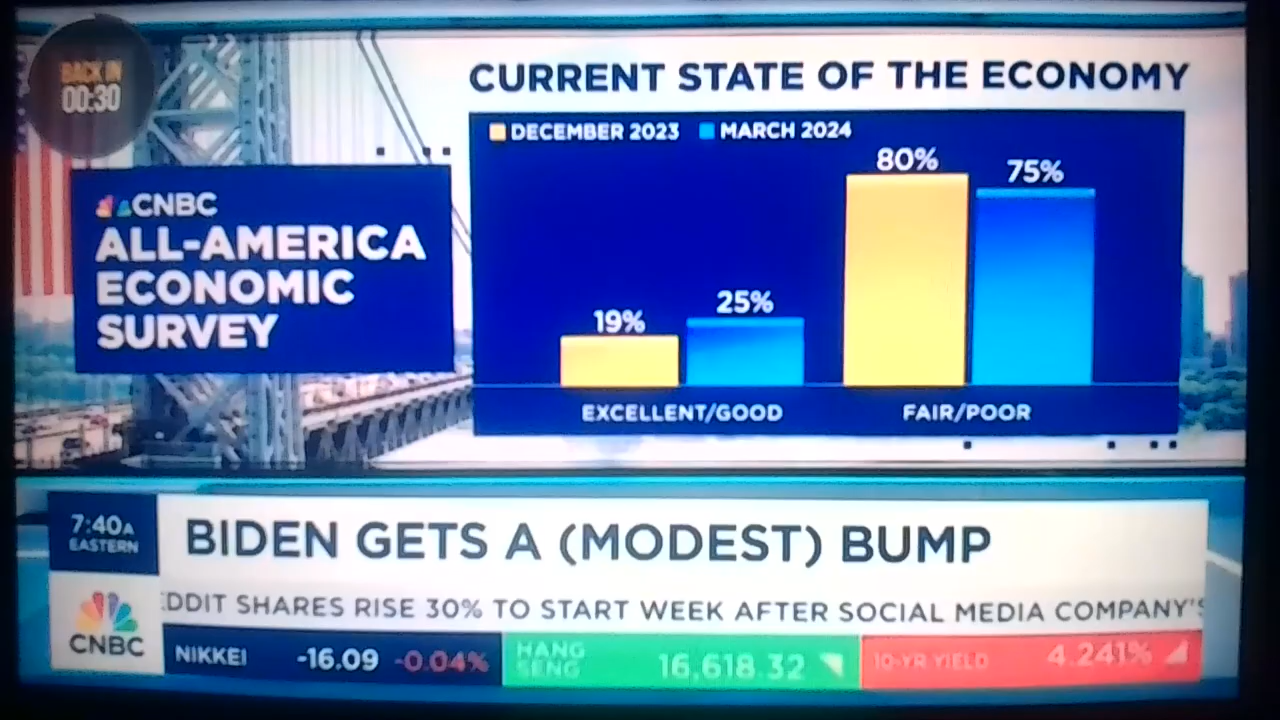 BACK IN
00:30
CURRENT STATE OF THE ECONOMY
DECEMBER 2023 MARCH 2024
80%
75%
25%
19%
EXCELLENT/GOOD FAIR/POOR
CNBC
ALL-AMERICA
ECONOMIC
SURVEY
7:40A
EASTERN
BIDEN GETS A (MODEST) BUMP
EDDIT SHARES RISE 30% TO START WEEK AFTER SOCIAL MEDIA COMPANY'S
CNBC
NIKKEI -16.09 -0.04%
HANG
SENG
16,618.32
10-YR YIELD 4.241%